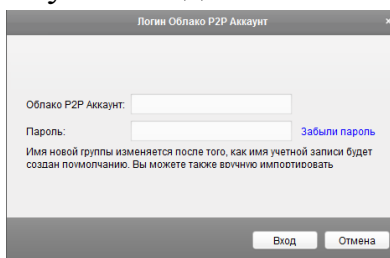 Логин Облако P2P Аккаунт ×
Облако P2P Аккаунт:
Пароль: Забыли пароль
Имя новой группы изменяется после того, как имя учетной записи будет
создан поумолчанию. Вы можете также вручную импортировать
Вход Отмена